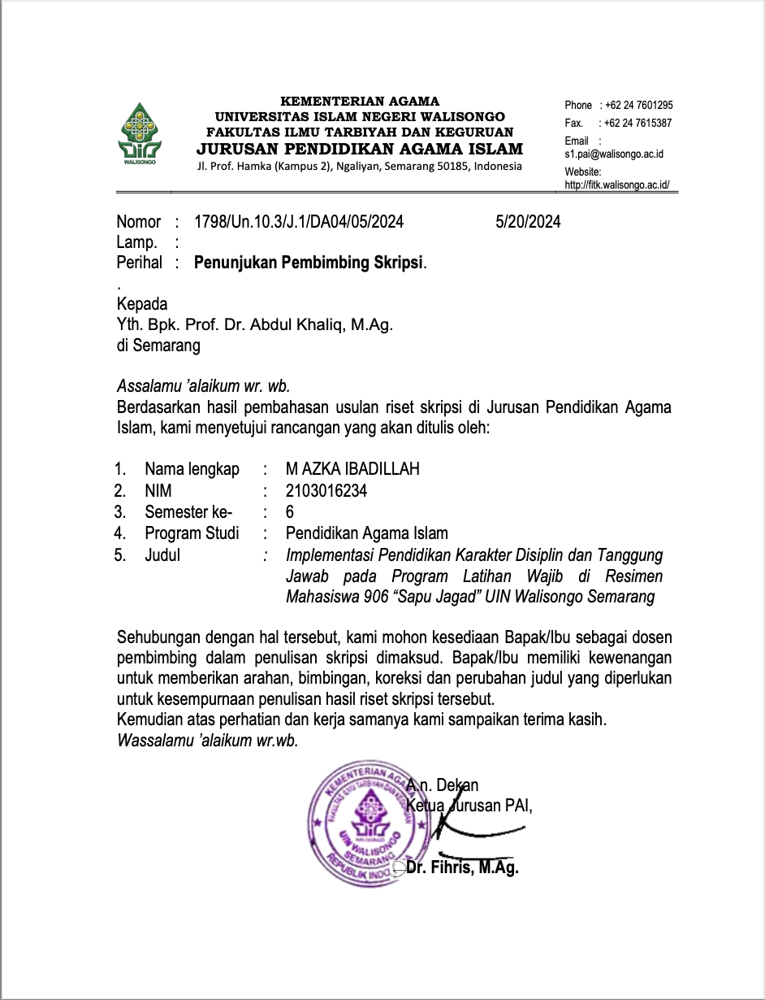 KEMENTERIAN AGAMA
UNIVERSITAS ISLAM NEGERI WALISONGO
FAKULTAS ILMU TARBIYAH DAN KEGURUAN
JURUSAN PENDIDIKAN AGAMA ISLAM
Jl. Prof. Hamka (Kampus 2), Ngaliyan, Semarang 50185, Indonesia
WALISONGO
Phone : +62 24 7601295
Fax. : +62 24 7615387
Email :
s1.pai@walisongo.ac.id
Website:
http://fitk.walisongo.ac.id/
Nomor : 1798/Un.10.3/J.1/DA04/05/2024 5/20/2024
Lamp. :
Perihal : Penunjukan Pembimbing Skripsi.
.
Kepada
Yth. Bpk. Prof. Dr. Abdul Khaliq, M.Ag.
di Semarang
Assalamu ’alaikum wr. wb.
Berdasarkan hasil pembahasan usulan riset skripsi di Jurusan Pendidikan Agama
Islam, kami menyetujui rancangan yang akan ditulis oleh:
1. Nama lengkap : M AZKA IBADILLAH
2. NIM : 2103016234
3. Semester ke- : 6
4. Program Studi : Pendidikan Agama Islam
5. Judul : Implementasi Pendidikan Karakter Disiplin dan Tanggung
Jawab pada Program Latihan Wajib di Resimen
Mahasiswa 906 “Sapu Jagad” UIN Walisongo Semarang
Sehubungan dengan hal tersebut, kami mohon kesediaan Bapak/Ibu sebagai dosen
pembimbing dalam penulisan skripsi dimaksud. Bapak/Ibu memiliki kewenangan
untuk memberikan arahan, bimbingan, koreksi dan perubahan judul yang diperlukan
untuk kesempurnaan penulisan hasil riset skripsi tersebut.
Kemudian atas perhatian dan kerja samanya kami sampaikan terima kasih.
Wassalamu ’alaikum wr.wb.
A.n. Dekan
Ketua Jurusan PAI,
Dr. Fihris, M.Ag.
KEMENTERIAN AGAMA
FAKULTAS ILMU TARBIYAH DAN KEGURUAN
WALISONGO
UIN WALISONGO
SEMARANG
REPUBLIK